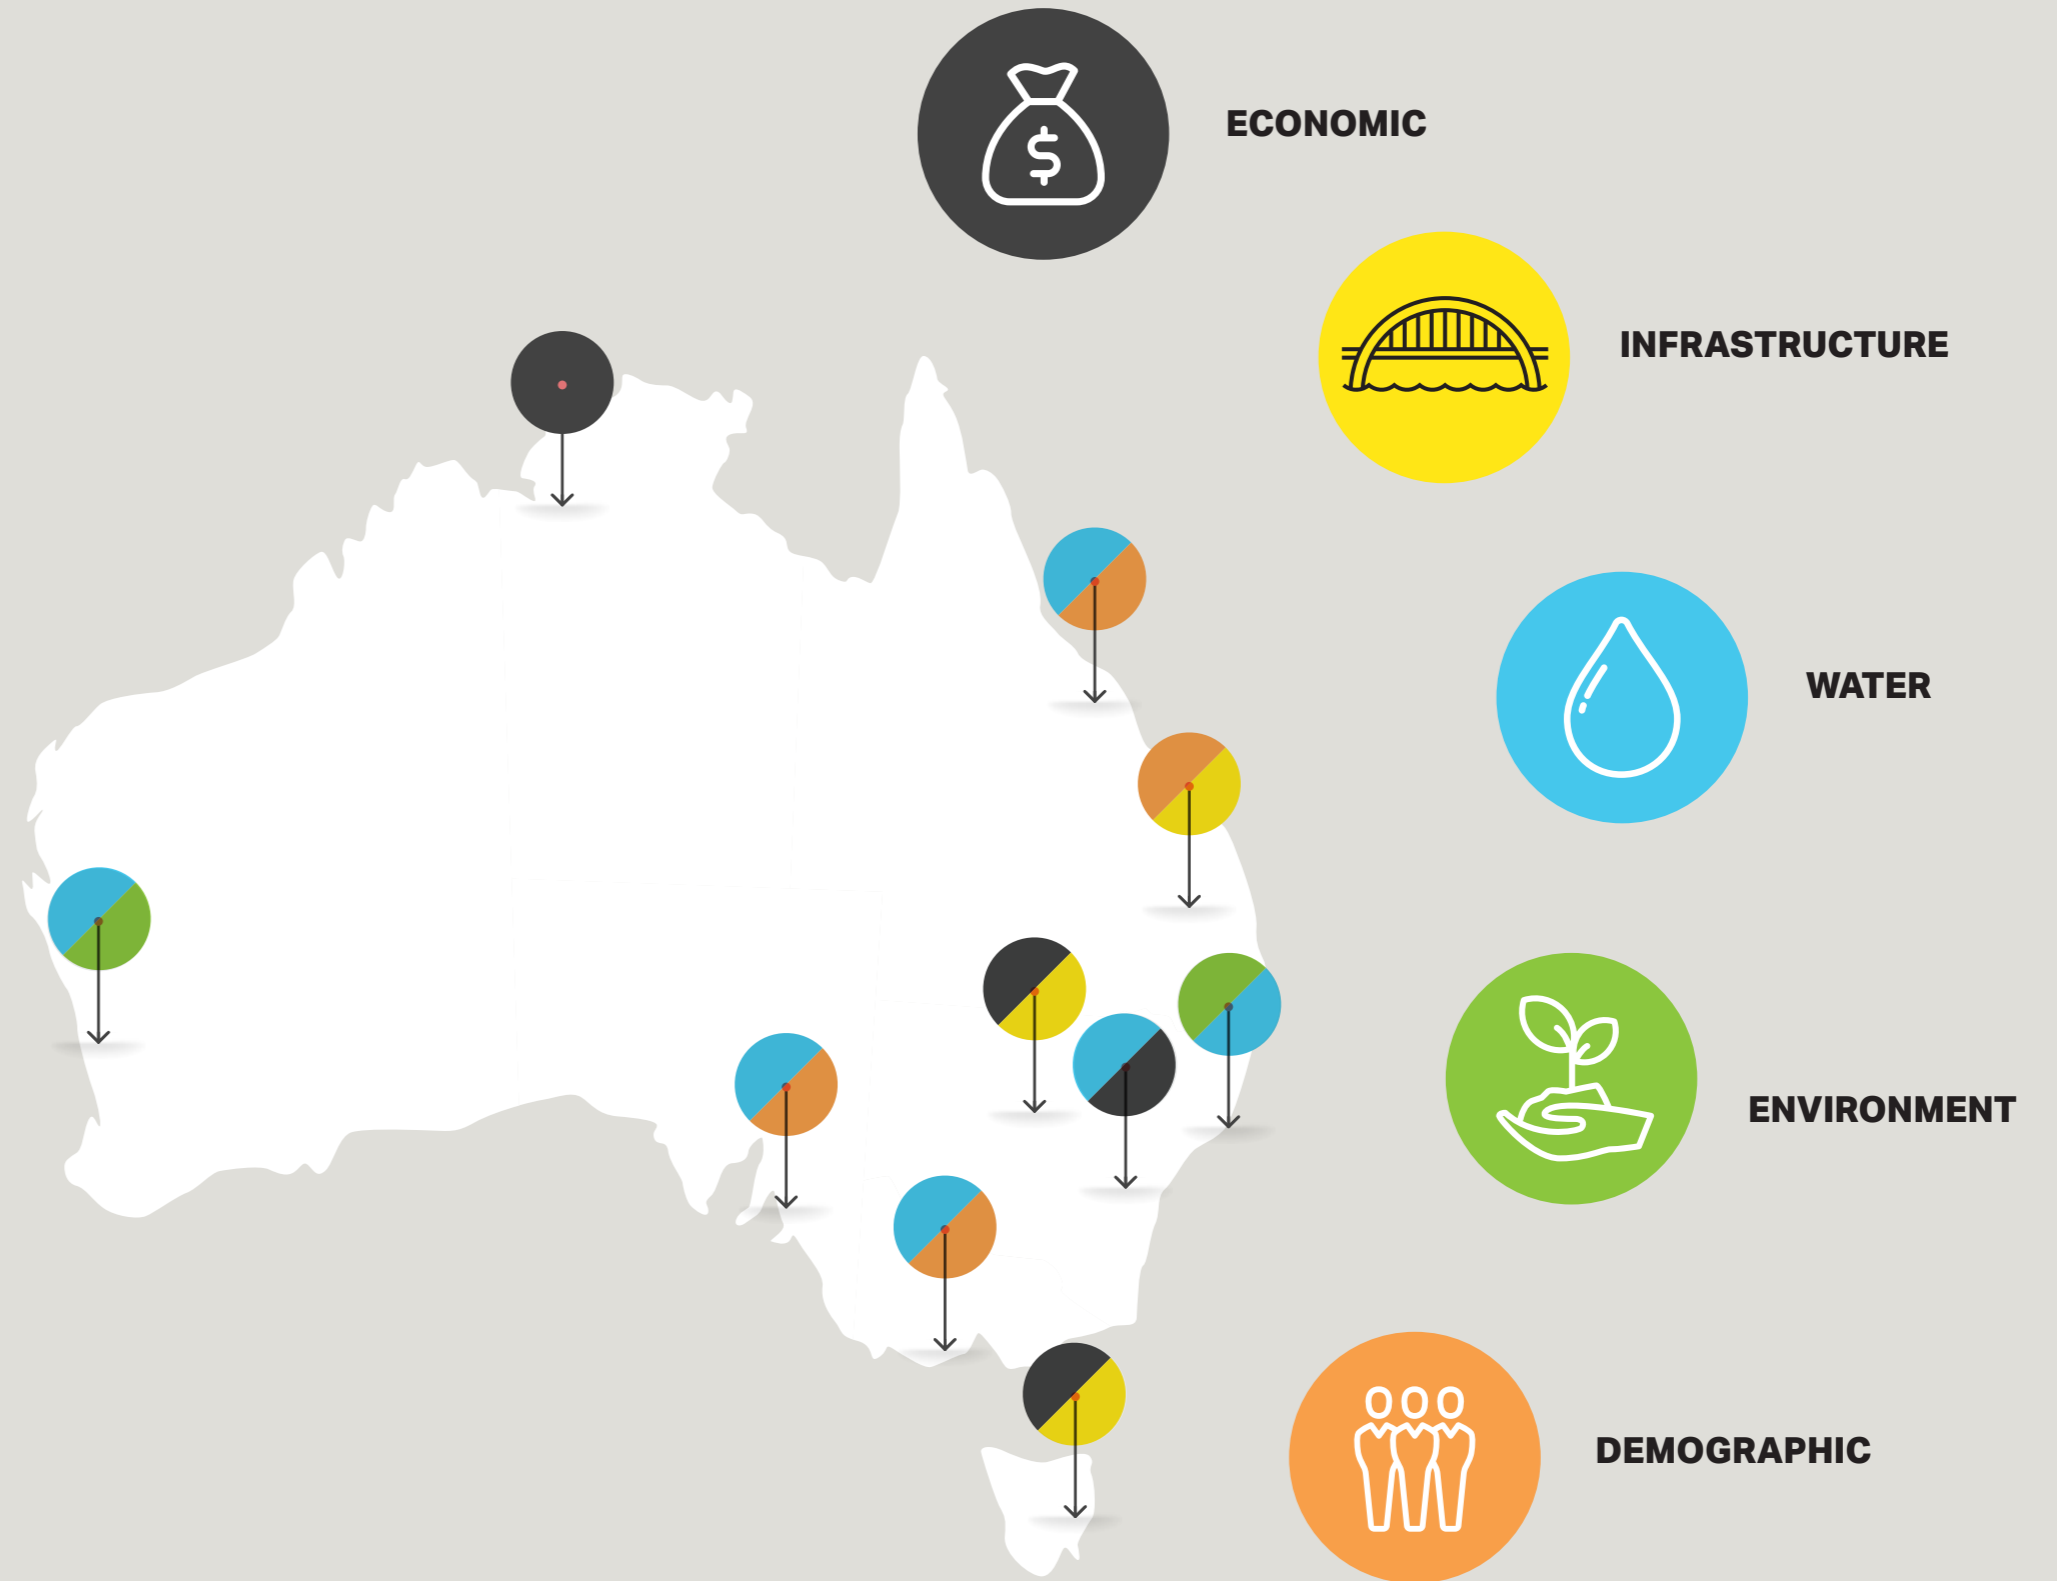 $
ECONOMIC
INFRASTRUCTURE
WATER
ENVIRONMENT
DEMOGRAPHIC